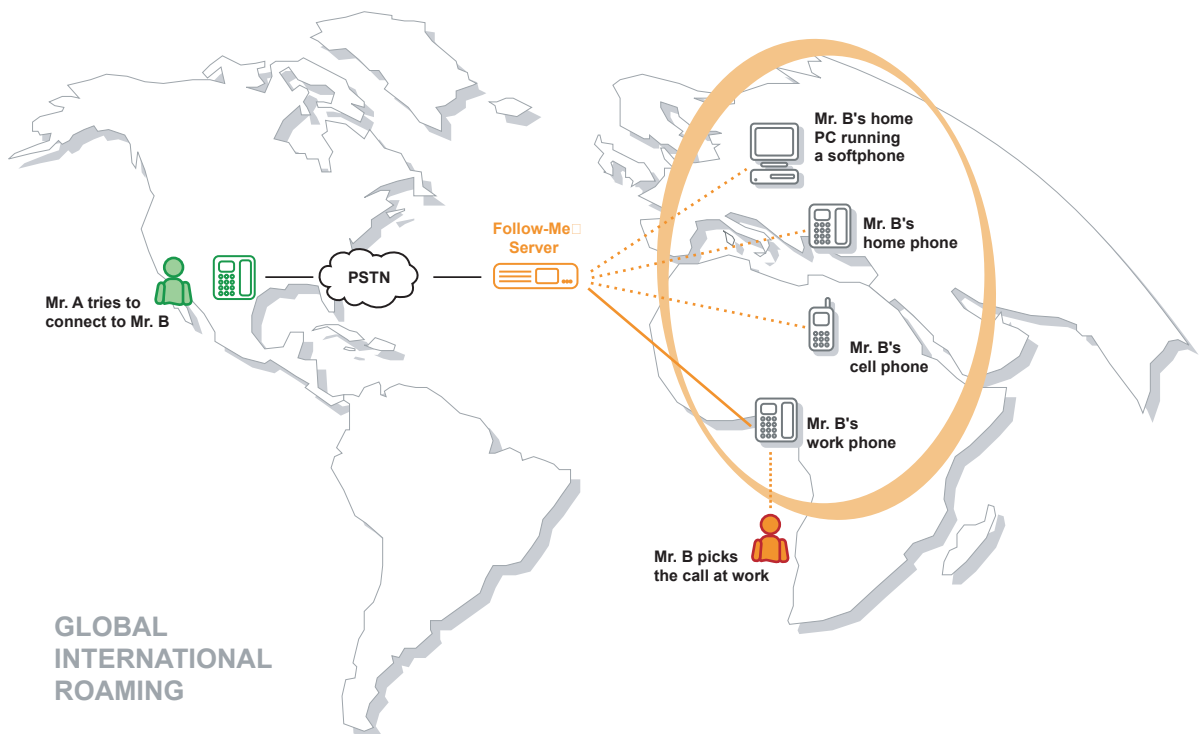 Mr. B's home
PC running
a softphone
Follow-Me
Server
Mr. B's
home phone
PSTN
Mr. A tries to
connect to Mr. B
Mr. B's
cell phone
Mr. B's
work phone
Mr. B picks
the call at work
GLOBAL
INTERNATIONAL
ROAMING